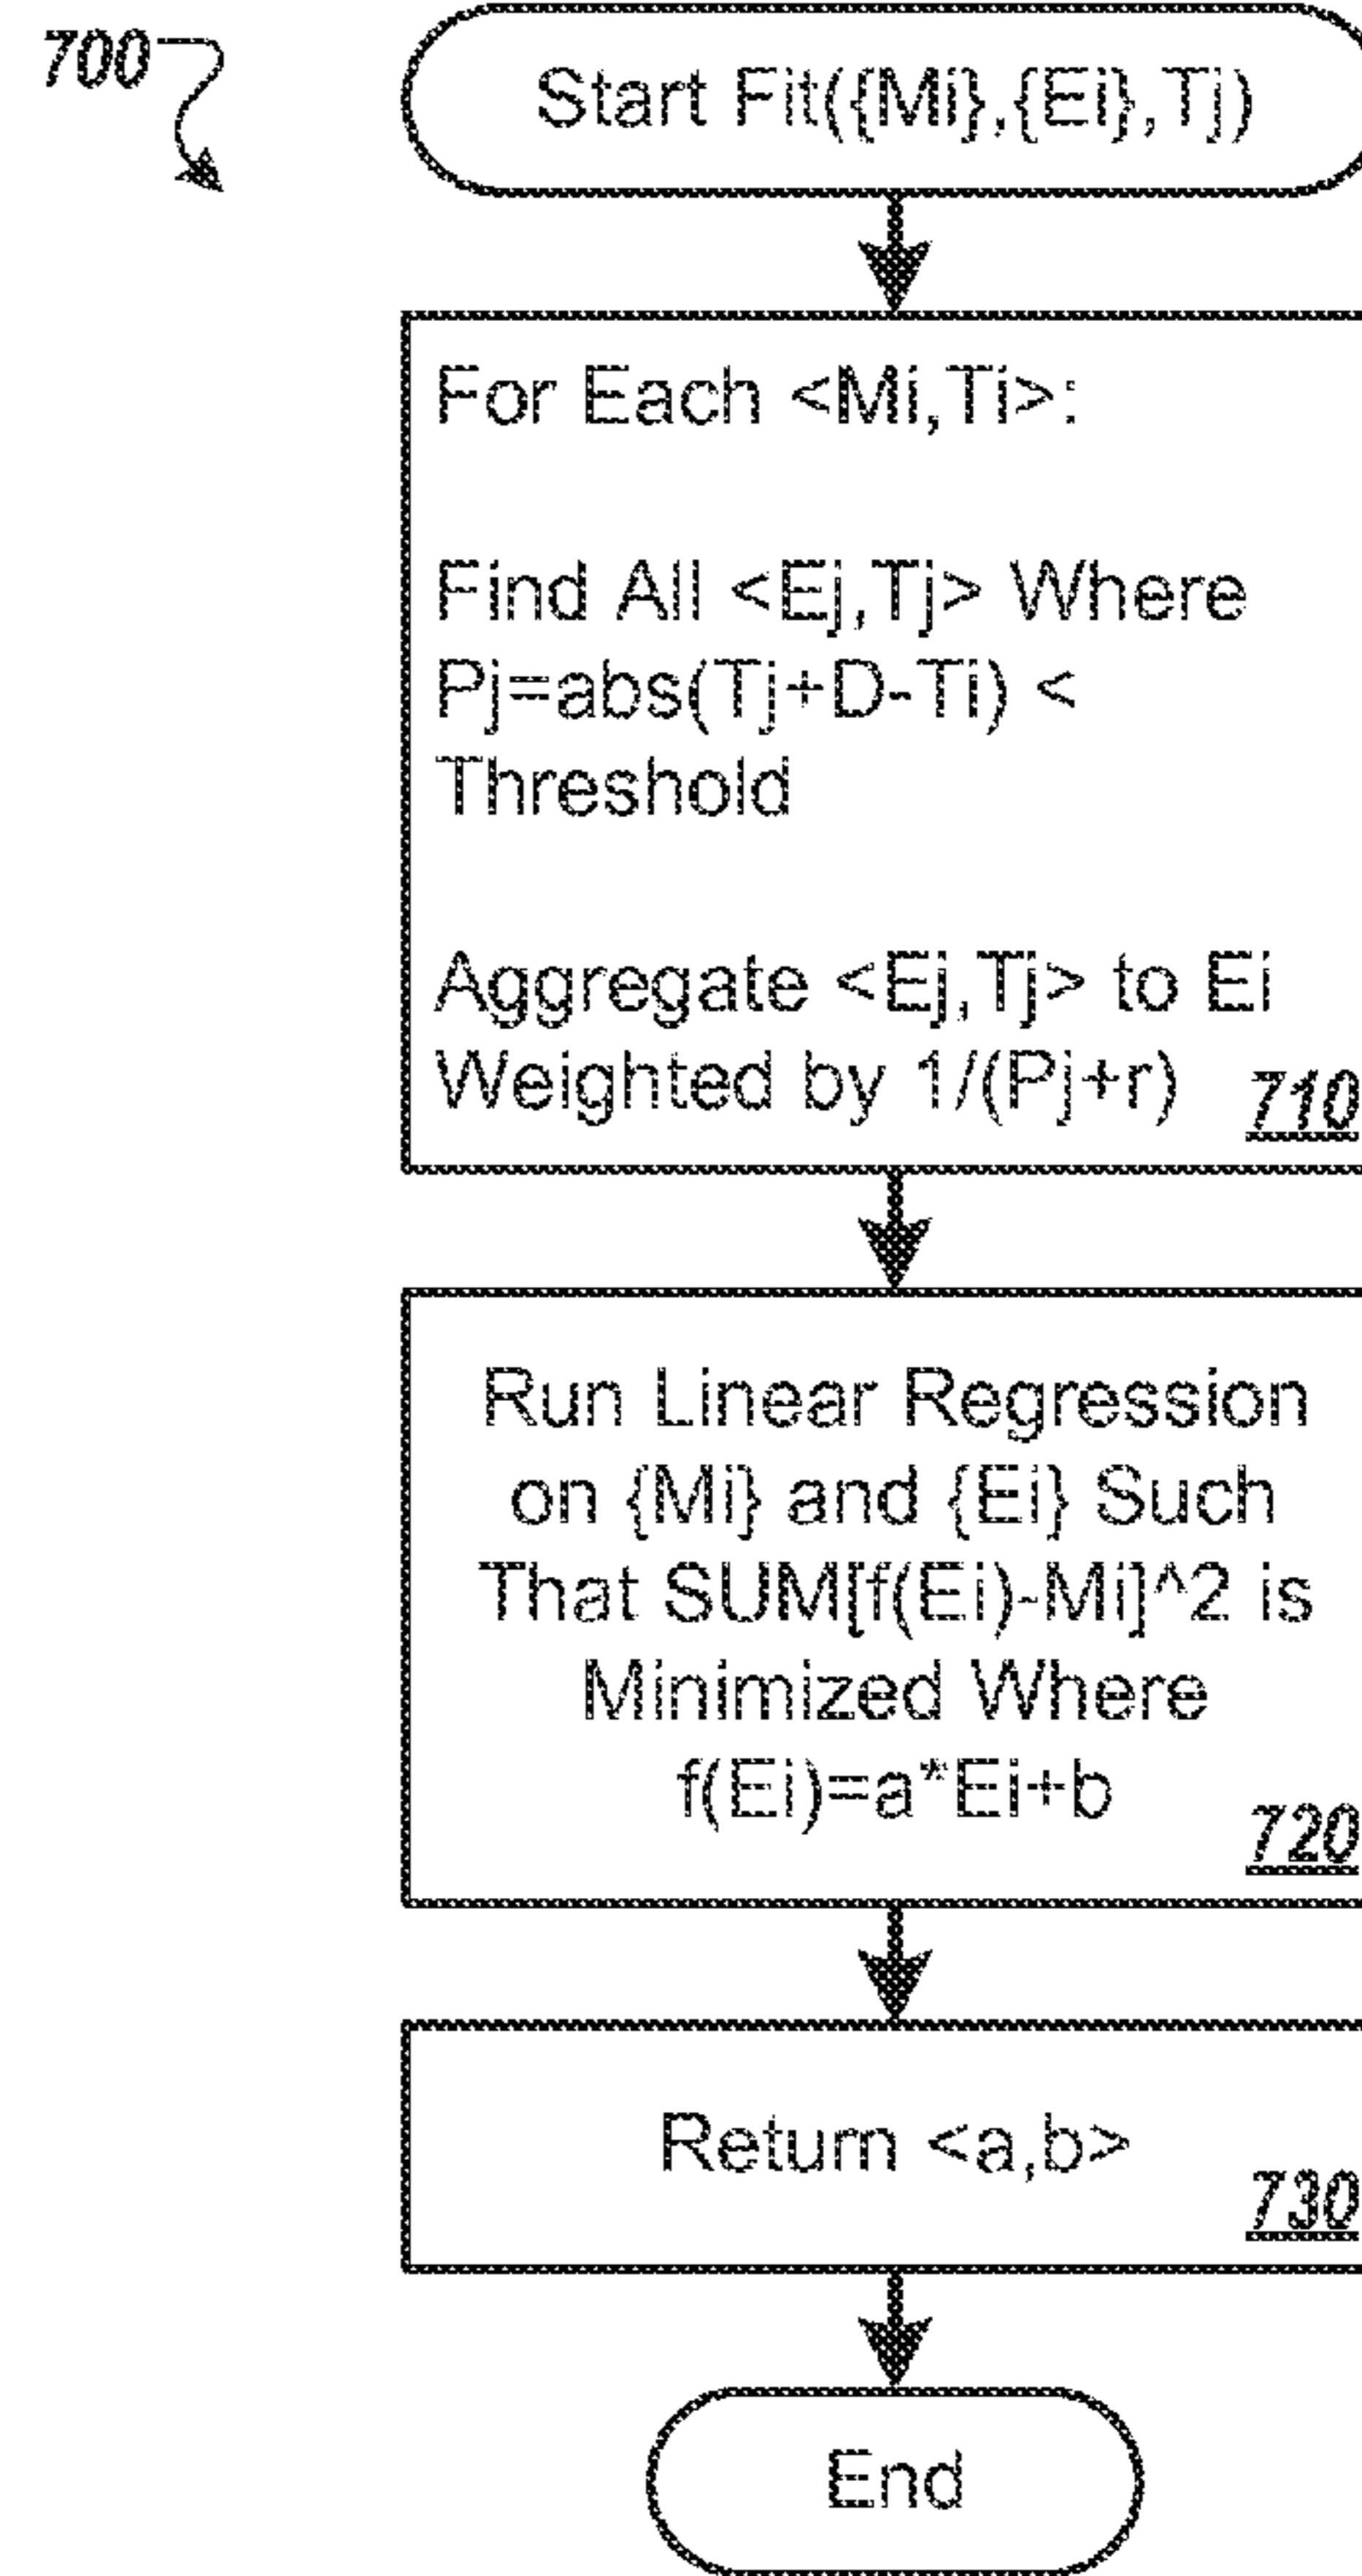 700
Start Fit({Mi},{Ei},Tj)
For Each <Mi,Ti>:
Find All <Ej,Tj> Where
Pj=abs(Tj+D-Ti) <
Threshold
Aggregate <Ej,Tj> to Ei
Weighted by 1/(Pj+r)
710
Run Linear Regression
on {Mi} and {Ei} Such
That SUM[f(Ei)-Mi]^2 is
Minimized Where
f(Ei)=a*Ei+b
720
Return <a,b>
730
End